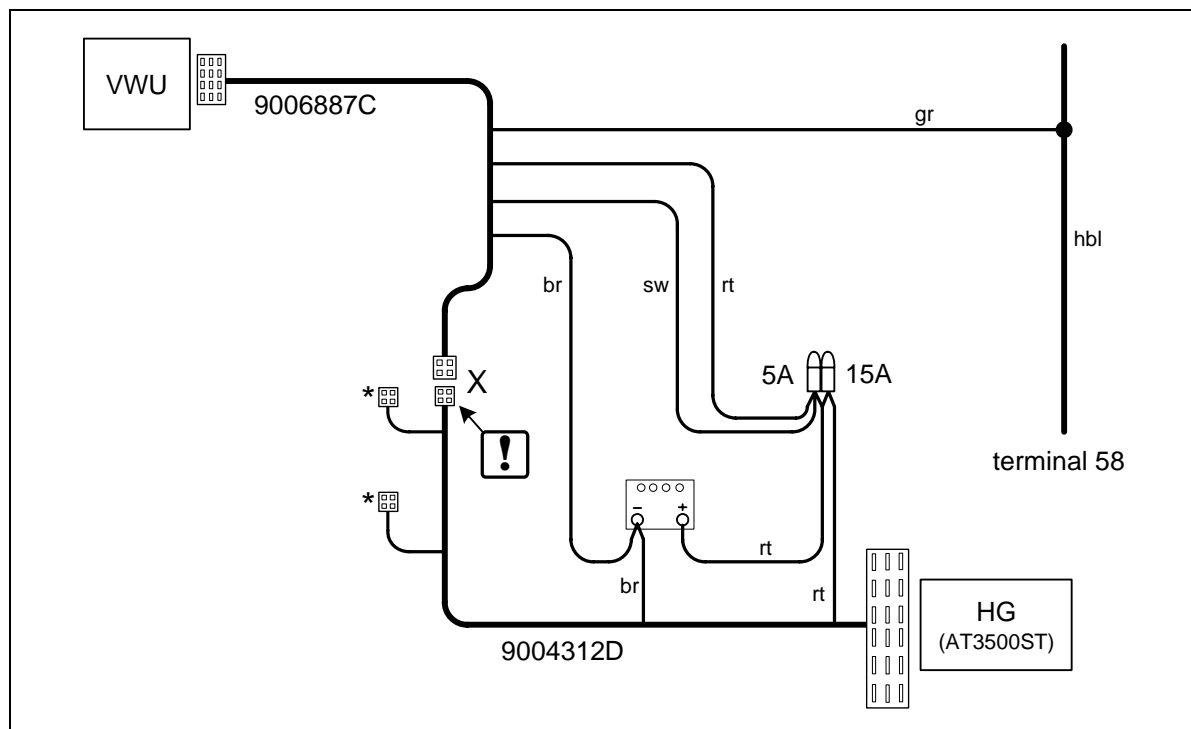 VWU
9006887C
gr
hbl
br
sw
rt
5A
15A
X
*
!
terminal 58
*
− +
rt
br
rt
HG
(AT3500ST)
9004312D